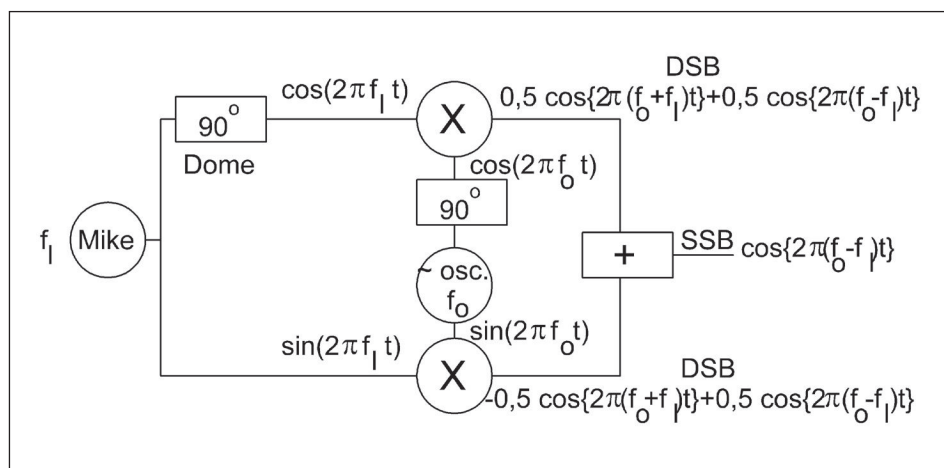 DSB
cos(2π f_l t)
0,5 cos{2π (f_o+f_l)t}+0,5 cos{2π(f_o-f_l)t}
90°
X
Dome
cos(2π f_o t)
90°
f_l
Mike
+
SSB
cos{2π(f_o-f_l)t}
~ osc.
f_o
sin(2π f_l t)
sin(2π f_o t)
X
DSB
-0,5 cos{2π(f_o+f_l)t}+0,5 cos{2π(f_o-f_l)t}